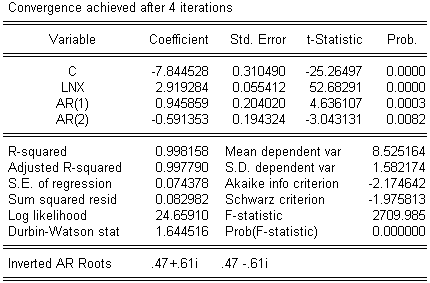 Convergence achieved after 4 iterations
Variable Coefficient Std. Error t-Statistic Prob.
C -7.844528 0.310490 -25.26497 0.0000
LNX 2.919284 0.055412 52.68291 0.0000
AR(1) 0.945859 0.204020 4.636107 0.0003
AR(2) -0.591353 0.194324 -3.043131 0.0082
R-squared 0.998158 Mean dependent var 8.525164
Adjusted R-squared 0.997790 S.D. dependent var 1.582174
S.E. of regression 0.074378 Akaike info criterion -2.174642
Sum squared resid 0.082982 Schwarz criterion -1.975813
Log likelihood 24.65910 F-statistic 2709.985
Durbin-Watson stat 1.644516 Prob(F-statistic) 0.000000
Inverted AR Roots .47+.61i .47 -.61i